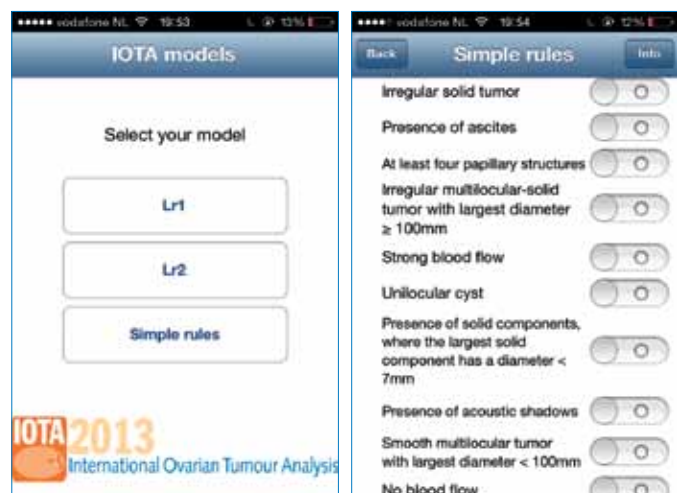 vodafone NL 19:53 13%
IOTA models
Select your model
Lr1
Lr2
Simple rules
IOTA 2013
International Ovarian Tumour Analysis
vodafone NL 19:54 12%
Back Simple rules Info
Irregular solid tumor
Presence of ascites
At least four papillary structures
Irregular multilocular-solid
tumor with largest diameter
≥ 100mm
Strong blood flow
Unilocular cyst
Presence of solid components,
where the largest solid
component has a diameter <
7mm
Presence of acoustic shadows
Smooth multilocular tumor
with largest diameter < 100mm
No blood flow